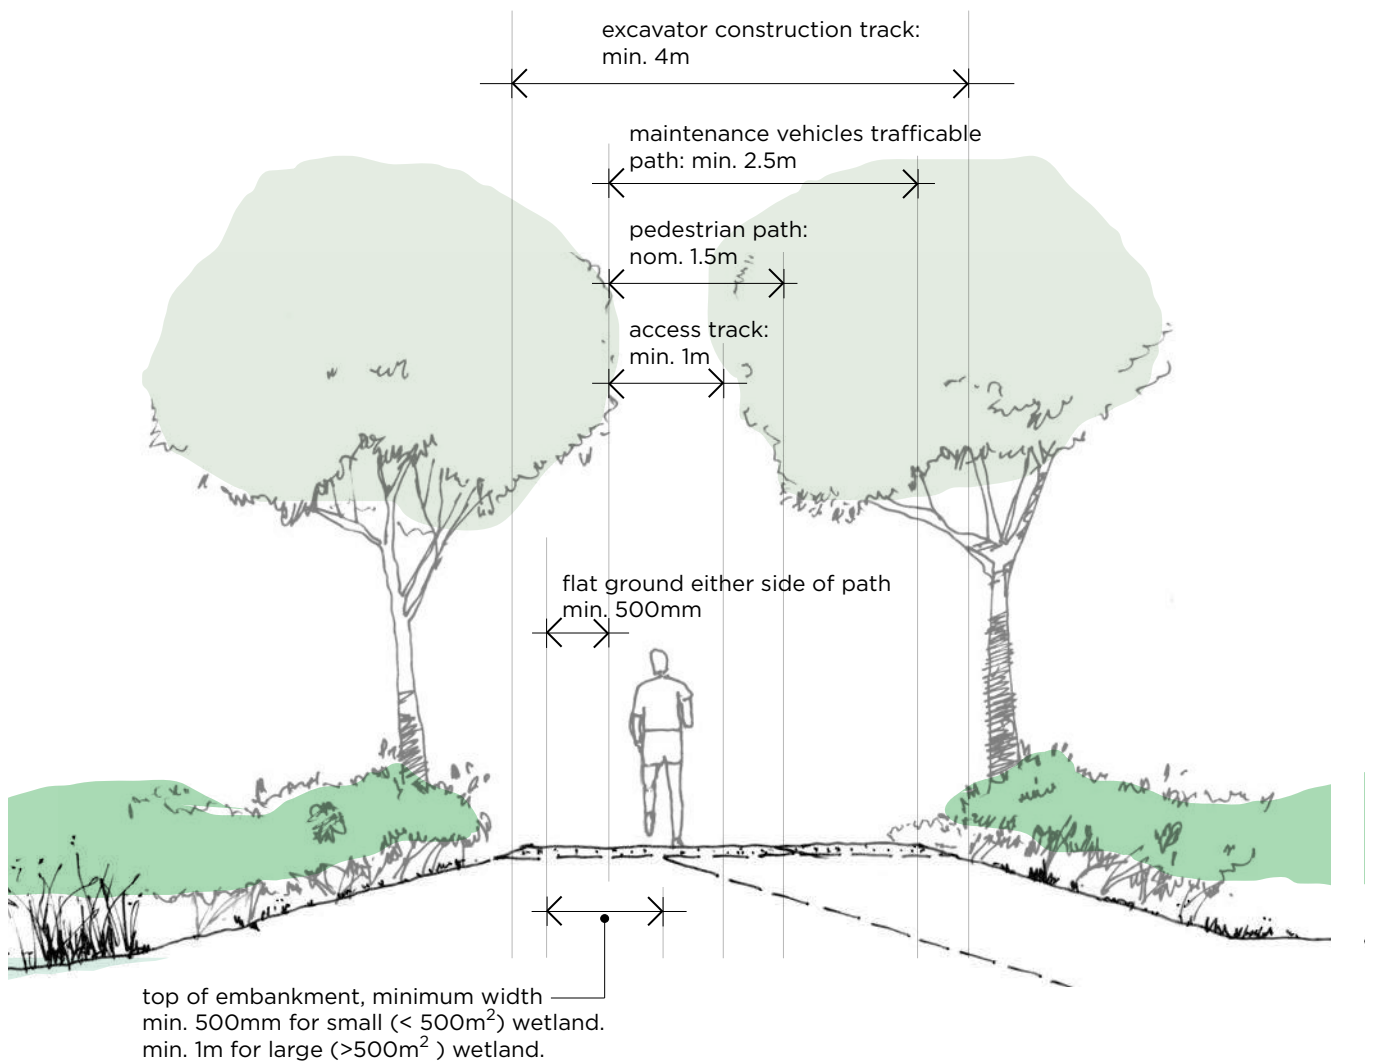 excavator construction track:
min. 4m
maintenance vehicles trafficable
path: min. 2.5m
pedestrian path:
nom. 1.5m
access track:
min. 1m
flat ground either side of path
min. 500mm
top of embankment, minimum width
min. 500mm for small (< 500m²) wetland.
min. 1m for large (>500m² ) wetland.